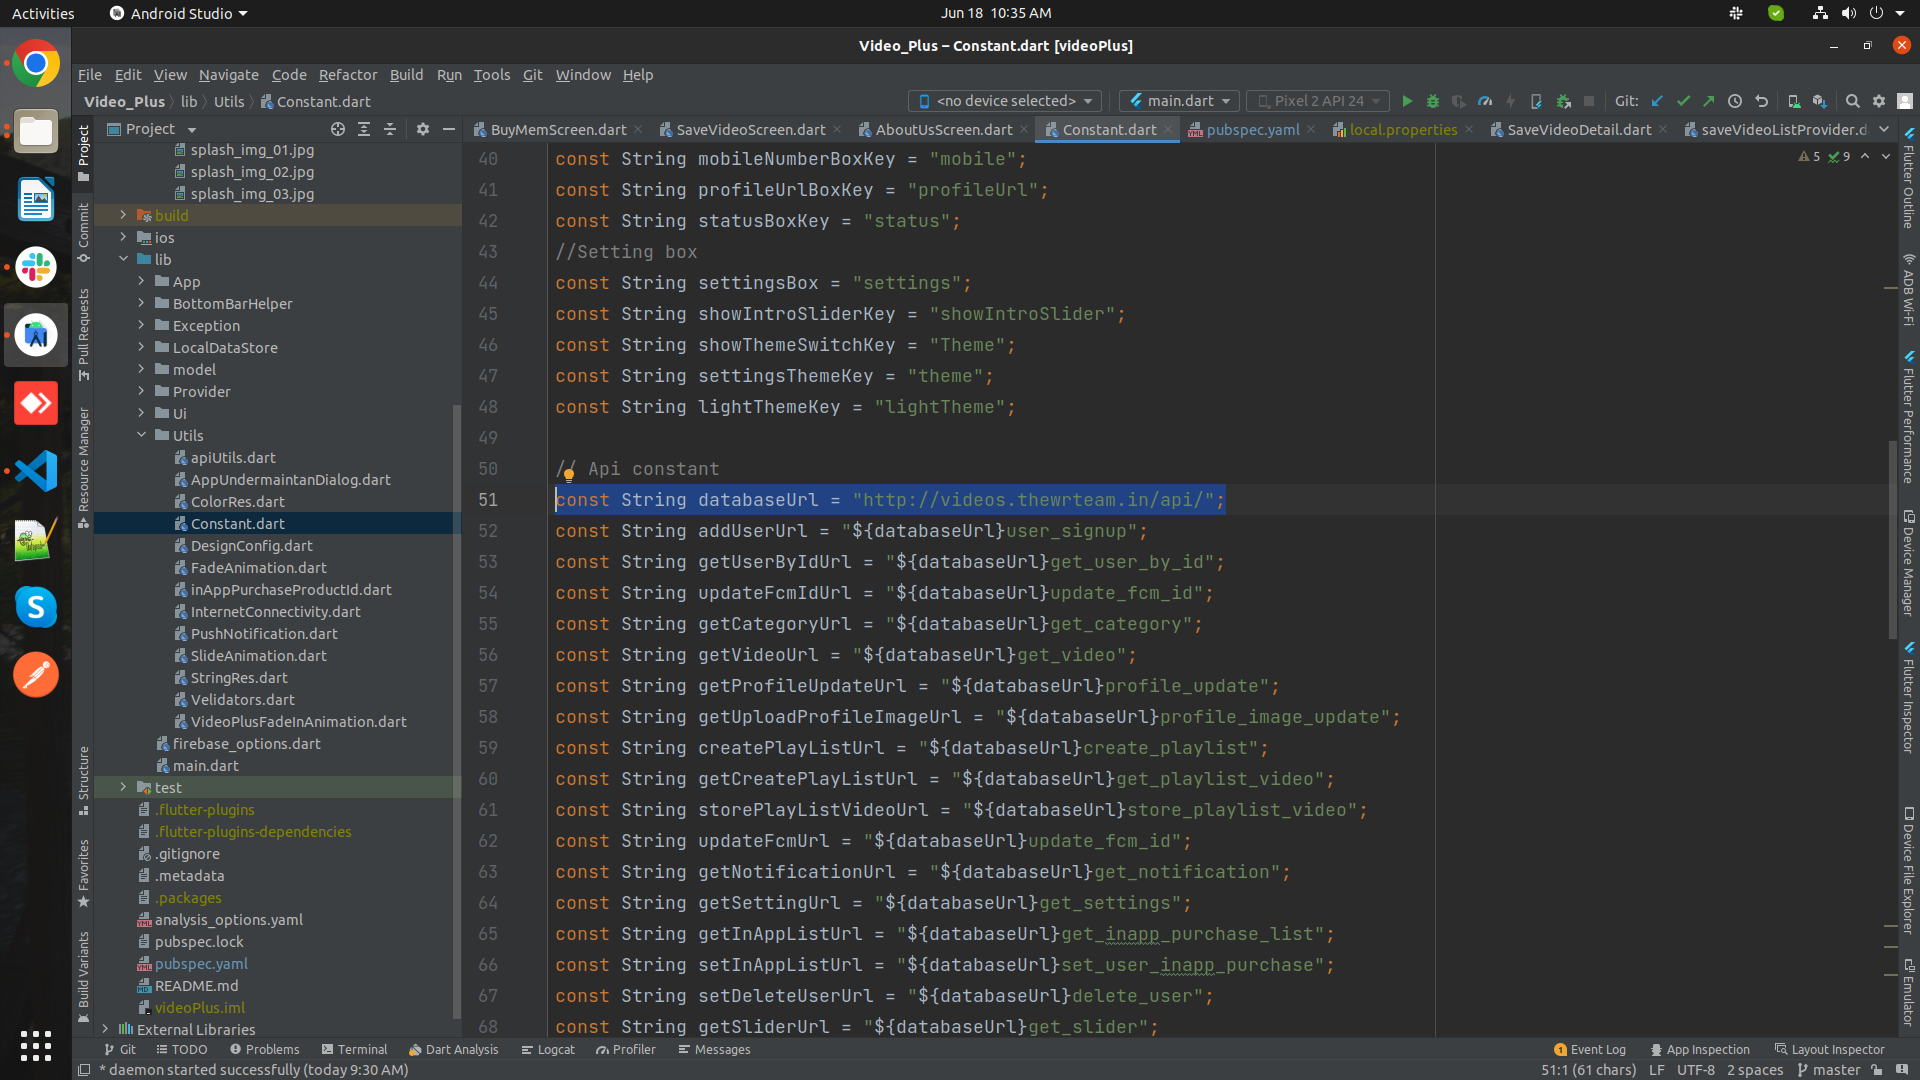 Activities Android Studio Jun 18 10:35 AM
Video_Plus – Constant.dart [videoPlus]
File Edit View Navigate Code Refactor Build Run Tools Git Window Help
Video_Plus lib Utils Constant.dart <no device selected> main.dart Pixel 2 API 24 Git:
Project BuyMemScreen.dart SaveVideoScreen.dart AboutUsScreen.dart Constant.dart pubspec.yaml local.properties SaveVideoDetail.dart saveVideoListProvider.d
5 9
Project
Commit
Pull Requests
Resource Manager
Structure
Favorites
Build Variants
splash_img_01.jpg
splash_img_02.jpg
splash_img_03.jpg
build
ios
lib
App
BottomBarHelper
Exception
LocalDataStore
model
Provider
Ui
Utils
apiUtils.dart
AppUndermaintanDialog.dart
ColorRes.dart
Constant.dart
DesignConfig.dart
FadeAnimation.dart
inAppPurchaseProductId.dart
InternetConnectivity.dart
PushNotification.dart
SlideAnimation.dart
StringRes.dart
Velidators.dart
VideoPlusFadeInAnimation.dart
firebase_options.dart
main.dart
test
.flutter-plugins
.flutter-plugins-dependencies
.gitignore
.metadata
.packages
analysis_options.yaml
pubspec.lock
pubspec.yaml
README.md
videoPlus.iml
External Libraries
40 const String mobileNumberBoxKey = "mobile";
41 const String profileUrlBoxKey = "profileUrl";
42 const String statusBoxKey = "status";
43 //Setting box
44 const String settingsBox = "settings";
45 const String showIntroSliderKey = "showIntroSlider";
46 const String showThemeSwitchKey = "Theme";
47 const String settingsThemeKey = "theme";
48 const String lightThemeKey = "lightTheme";
49
50 // Api constant
51 const String databaseUrl = "http://videos.thewrteam.in/api/";
52 const String addUserUrl = "${databaseUrl}user_signup";
53 const String getUserByIdUrl = "${databaseUrl}get_user_by_id";
54 const String updateFcmIdUrl = "${databaseUrl}update_fcm_id";
55 const String getCategoryUrl = "${databaseUrl}get_category";
56 const String getVideoUrl = "${databaseUrl}get_video";
57 const String getProfileUpdateUrl = "${databaseUrl}profile_update";
58 const String getUploadProfileImageUrl = "${databaseUrl}profile_image_update";
59 const String createPlayListUrl = "${databaseUrl}create_playlist";
60 const String getCreatePlayListUrl = "${databaseUrl}get_playlist_video";
61 const String storePlayListVideoUrl = "${databaseUrl}store_playlist_video";
62 const String updateFcmUrl = "${databaseUrl}update_fcm_id";
63 const String getNotificationUrl = "${databaseUrl}get_notification";
64 const String getSettingUrl = "${databaseUrl}get_settings";
65 const String getInAppListUrl = "${databaseUrl}get_inapp_purchase_list";
66 const String setInAppListUrl = "${databaseUrl}set_user_inapp_purchase";
67 const String setDeleteUserUrl = "${databaseUrl}delete_user";
68 const String getSliderUrl = "${databaseUrl}get_slider";
Flutter Outline
ADB Wi-Fi
Flutter Performance
Device Manager
Flutter Inspector
Device File Explorer
Emulator
Git TODO Problems Terminal Dart Analysis Logcat Profiler Messages 1 Event Log App Inspection Layout Inspector
* daemon started successfully (today 9:30 AM) 51:1 (61 chars) LF UTF-8 2 spaces master